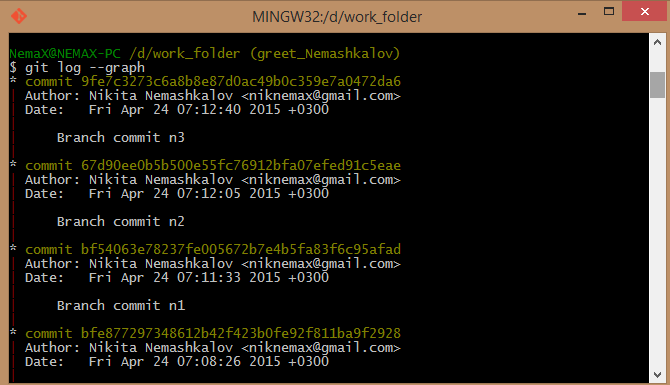 MINGW32:/d/work_folder
NemaX@NEMAX-PC /d/work_folder (greet_Nemashkalov)
$ git log --graph
* commit 9fe7c3273c6a8b8e87d0ac49b0c359e7a0472da6
| Author: Nikita Nemashkalov <niknemax@gmail.com>
| Date:   Fri Apr 24 07:12:40 2015 +0300
|
|     Branch commit n3
|
* commit 67d90ee0b5b500e55fc76912bfa07efed91c5eae
| Author: Nikita Nemashkalov <niknemax@gmail.com>
| Date:   Fri Apr 24 07:12:05 2015 +0300
|
|     Branch commit n2
|
* commit bf54063e78237fe005672b7e4b5fa83f6c95afad
| Author: Nikita Nemashkalov <niknemax@gmail.com>
| Date:   Fri Apr 24 07:11:33 2015 +0300
|
|     Branch commit n1
|
* commit bfe877297348612b42f423b0fe92f811ba9f2928
| Author: Nikita Nemashkalov <niknemax@gmail.com>
| Date:   Fri Apr 24 07:08:26 2015 +0300